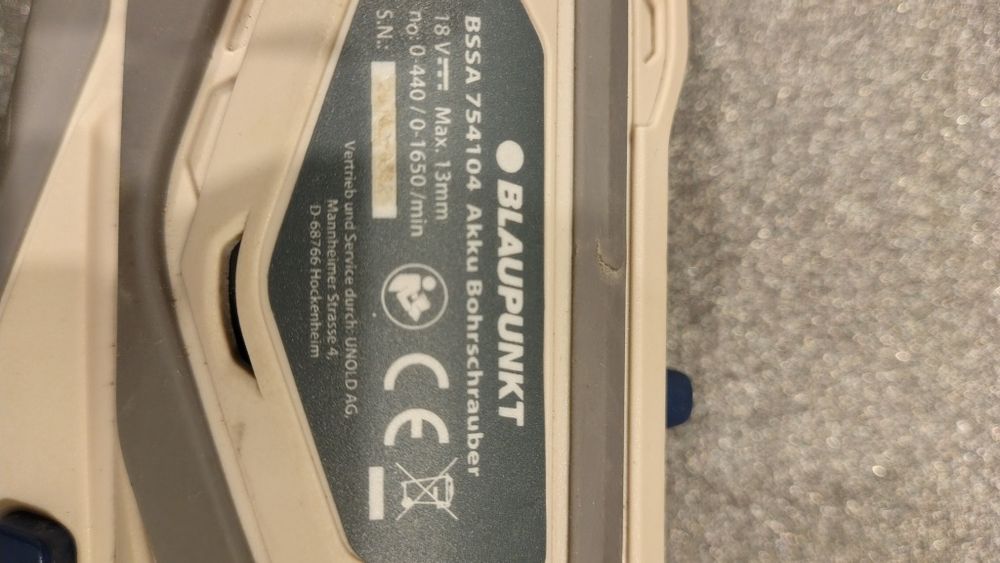 BLAUPUNKT
BSSA 754104 Akku Bohrschrauber
18 V Max. 13mm
no: 0-440 / 0-1650 /min
S.N.:
CE
Vertrieb und Service durch: UNOLD AG,
Mannheimer Strasse 4,
D-68766 Hockenheim